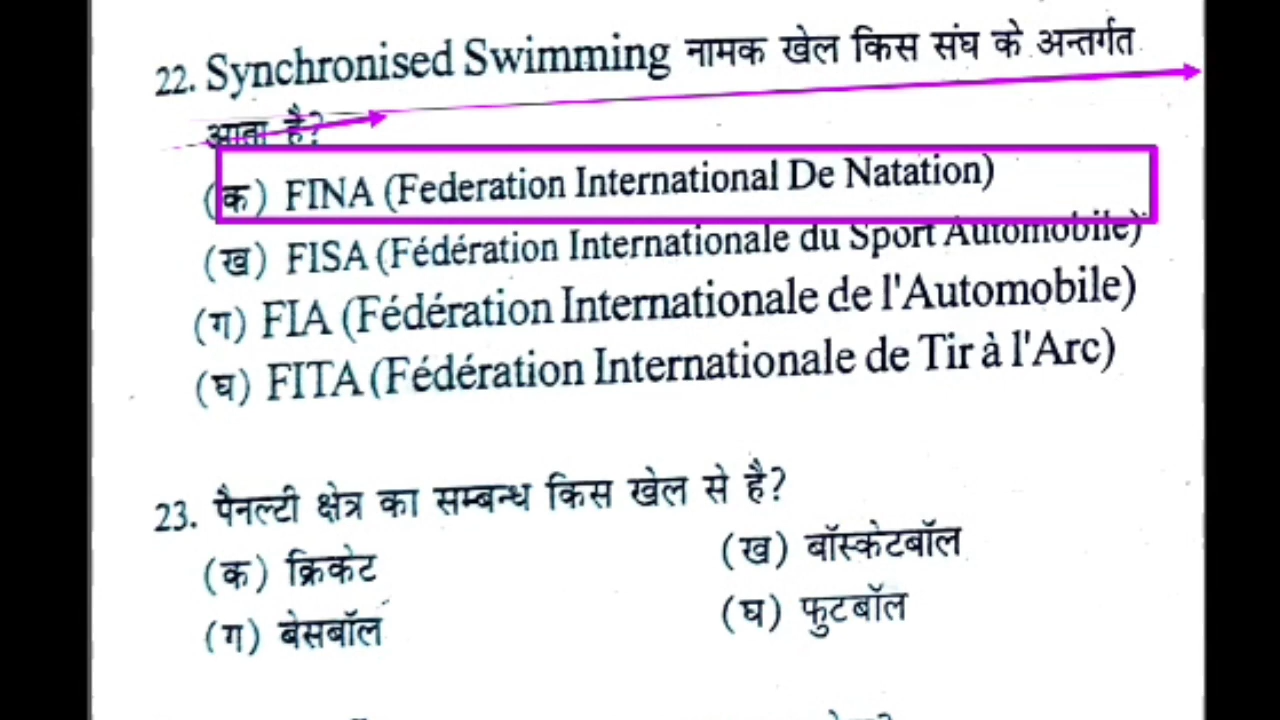 22. Synchronised Swimming नामक खेल किस संघ के अन्तर्गत
आता है?
(क) FINA (Federation International De Natation)
(ख) FISA (Fédération Internationale du Sport Automobile)
(ग) FIA (Fédération Internationale de l'Automobile)
(घ) FITA (Fédération Internationale de Tir à l'Arc)
23. पैनल्टी क्षेत्र का सम्बन्ध किस खेल से है?
(क) क्रिकेट (ख) बॉस्केटबॉल
(ग) बेसबॉल (घ) फुटबॉल